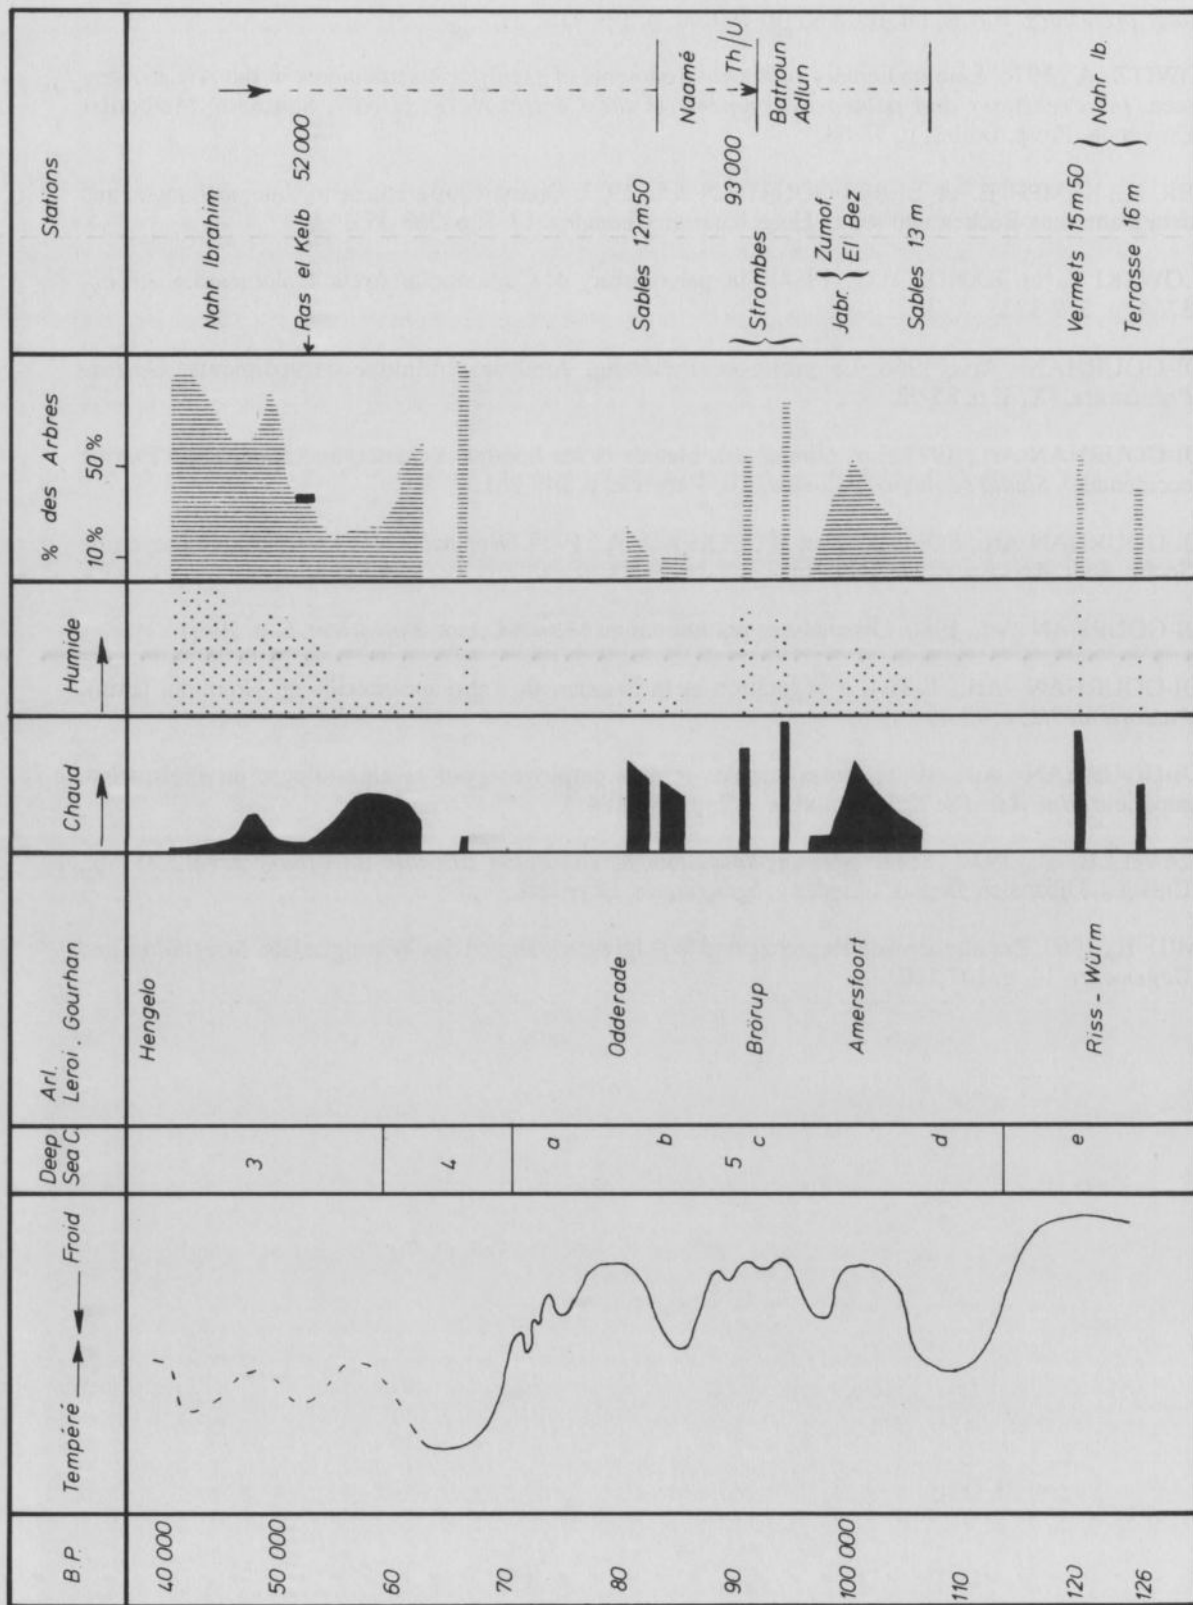 B.P.
Tempéré → ← Froid
Deep
Sea C.
Arl.
Leroi . Gourhan
Chaud
Humide
% des Arbres
10% 50%
Stations
40 000
50 000
60
70
80
90
100 000
110
120
126
3
4
5
a
b
c
d
e
Hengelo
Odderade
Brörup
Amersfoort
Riss - Würm
Nahr Ibrahim
Ras el Kelb 52 000
Sables 12m50
Naamé
93 000 Th/U
Strombes
Batroun
Adlun
Jabr. { Zumof.
El Bez
Sables 13 m
Vermets 15m50
Terrasse 16 m
} Nahr Ib.